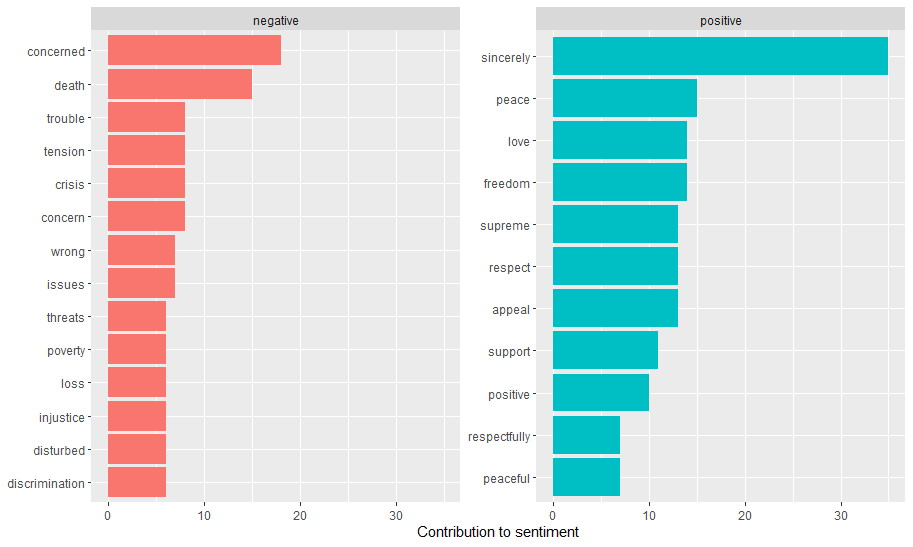 negative
concerned
death
trouble
tension
crisis
concern
wrong
issues
threats
poverty
loss
injustice
disturbed
discrimination
0 10 20 30
positive
sincerely
peace
love
freedom
supreme
respect
appeal
support
positive
respectfully
peaceful
0 10 20 30
Contribution to sentiment